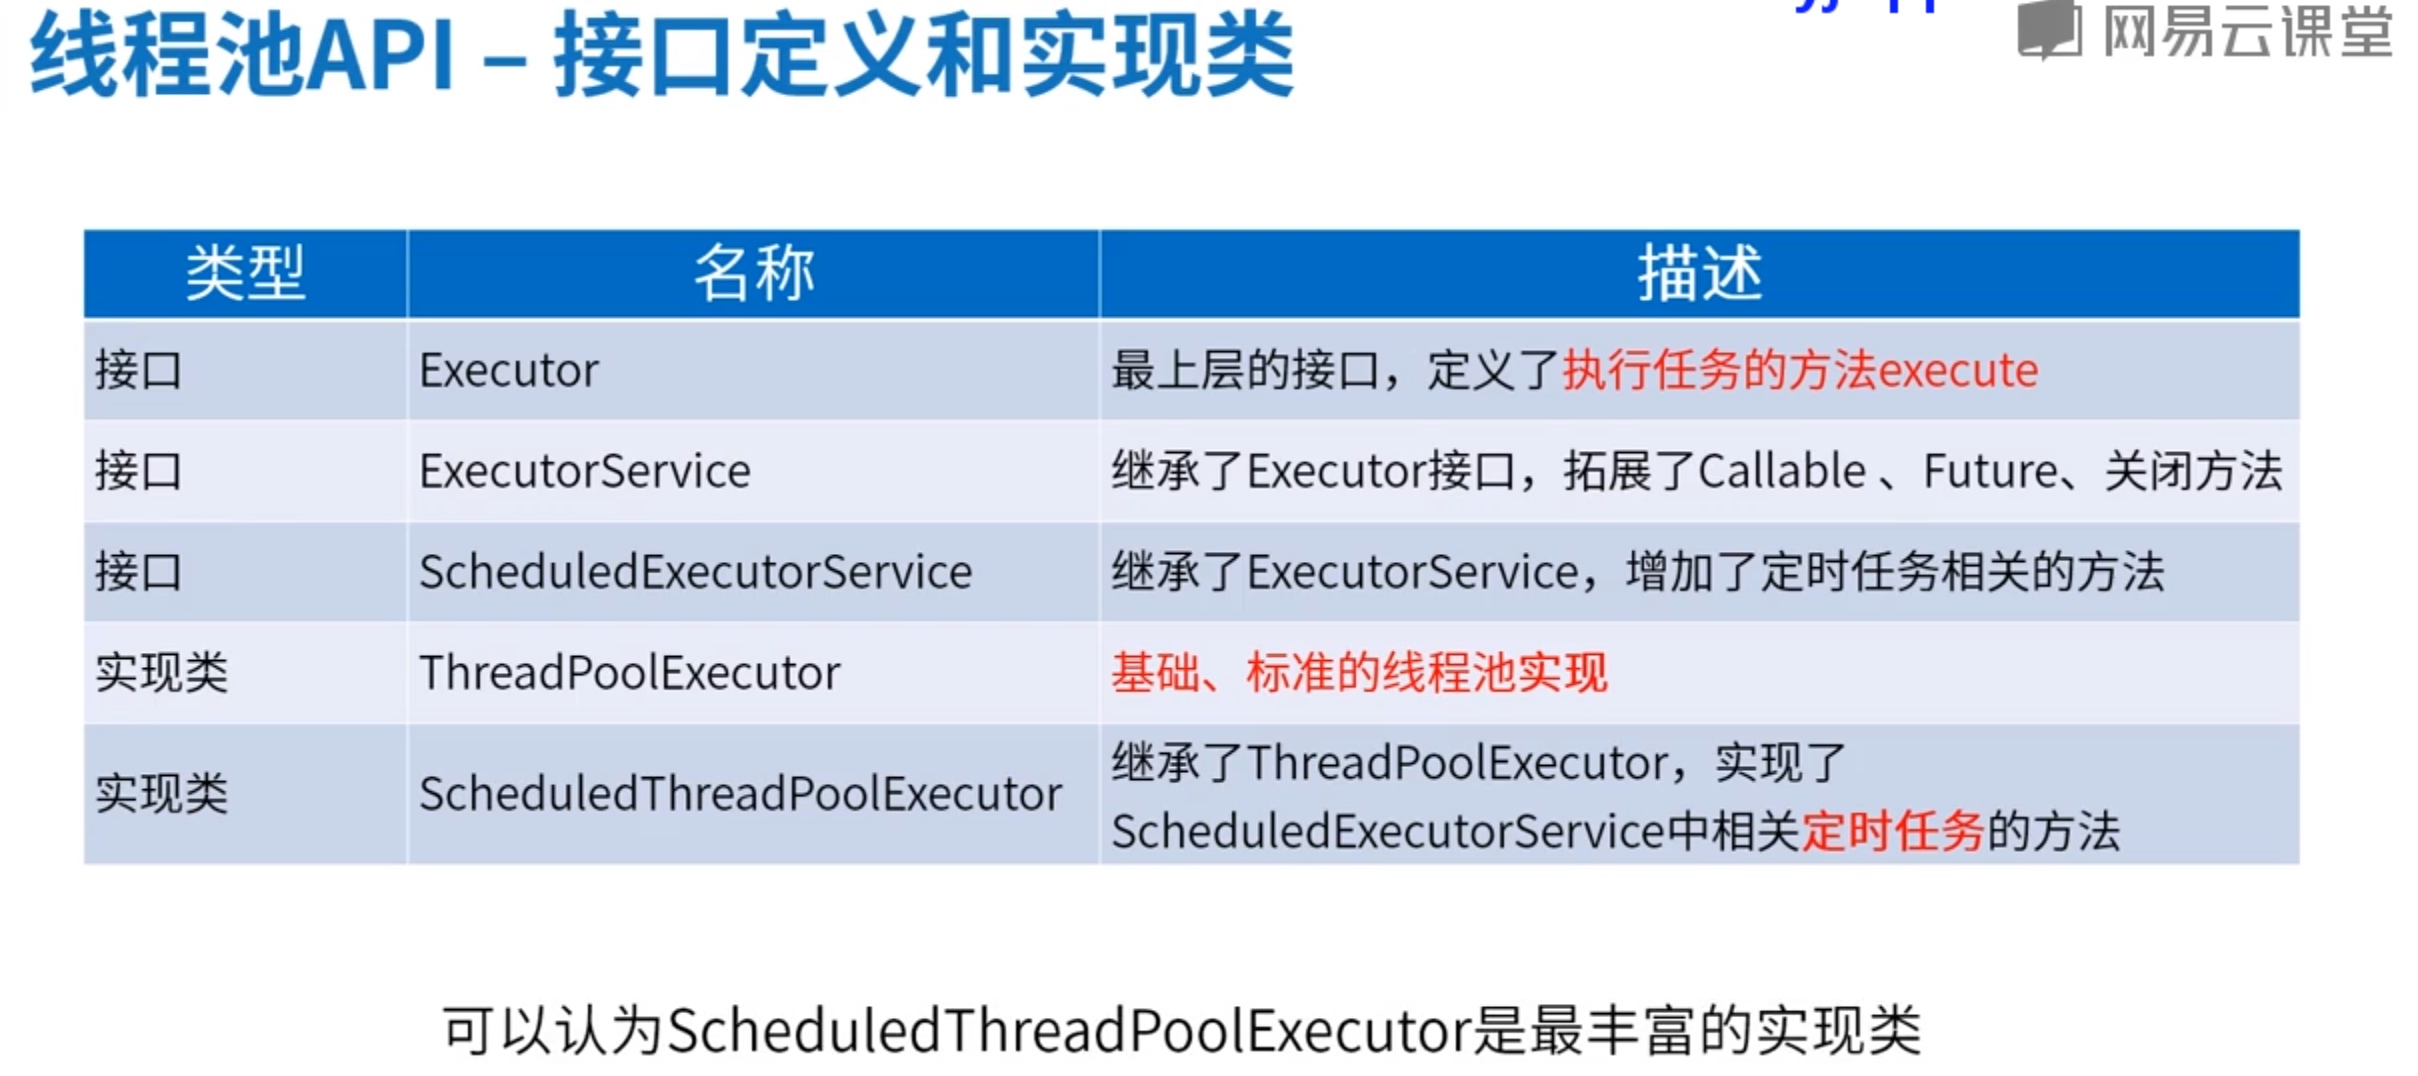 线程池API – 接口定义和实现类
网易云课堂
类型 名称 描述
接口 Executor 最上层的接口，定义了执行任务的方法execute
接口 ExecutorService 继承了Executor接口，拓展了Callable 、Future、关闭方法
接口 ScheduledExecutorService 继承了ExecutorService，增加了定时任务相关的方法
实现类 ThreadPoolExecutor 基础、标准的线程池实现
实现类 ScheduledThreadPoolExecutor 继承了ThreadPoolExecutor，实现了
ScheduledExecutorService中相关定时任务的方法
可以认为ScheduledThreadPoolExecutor是最丰富的实现类